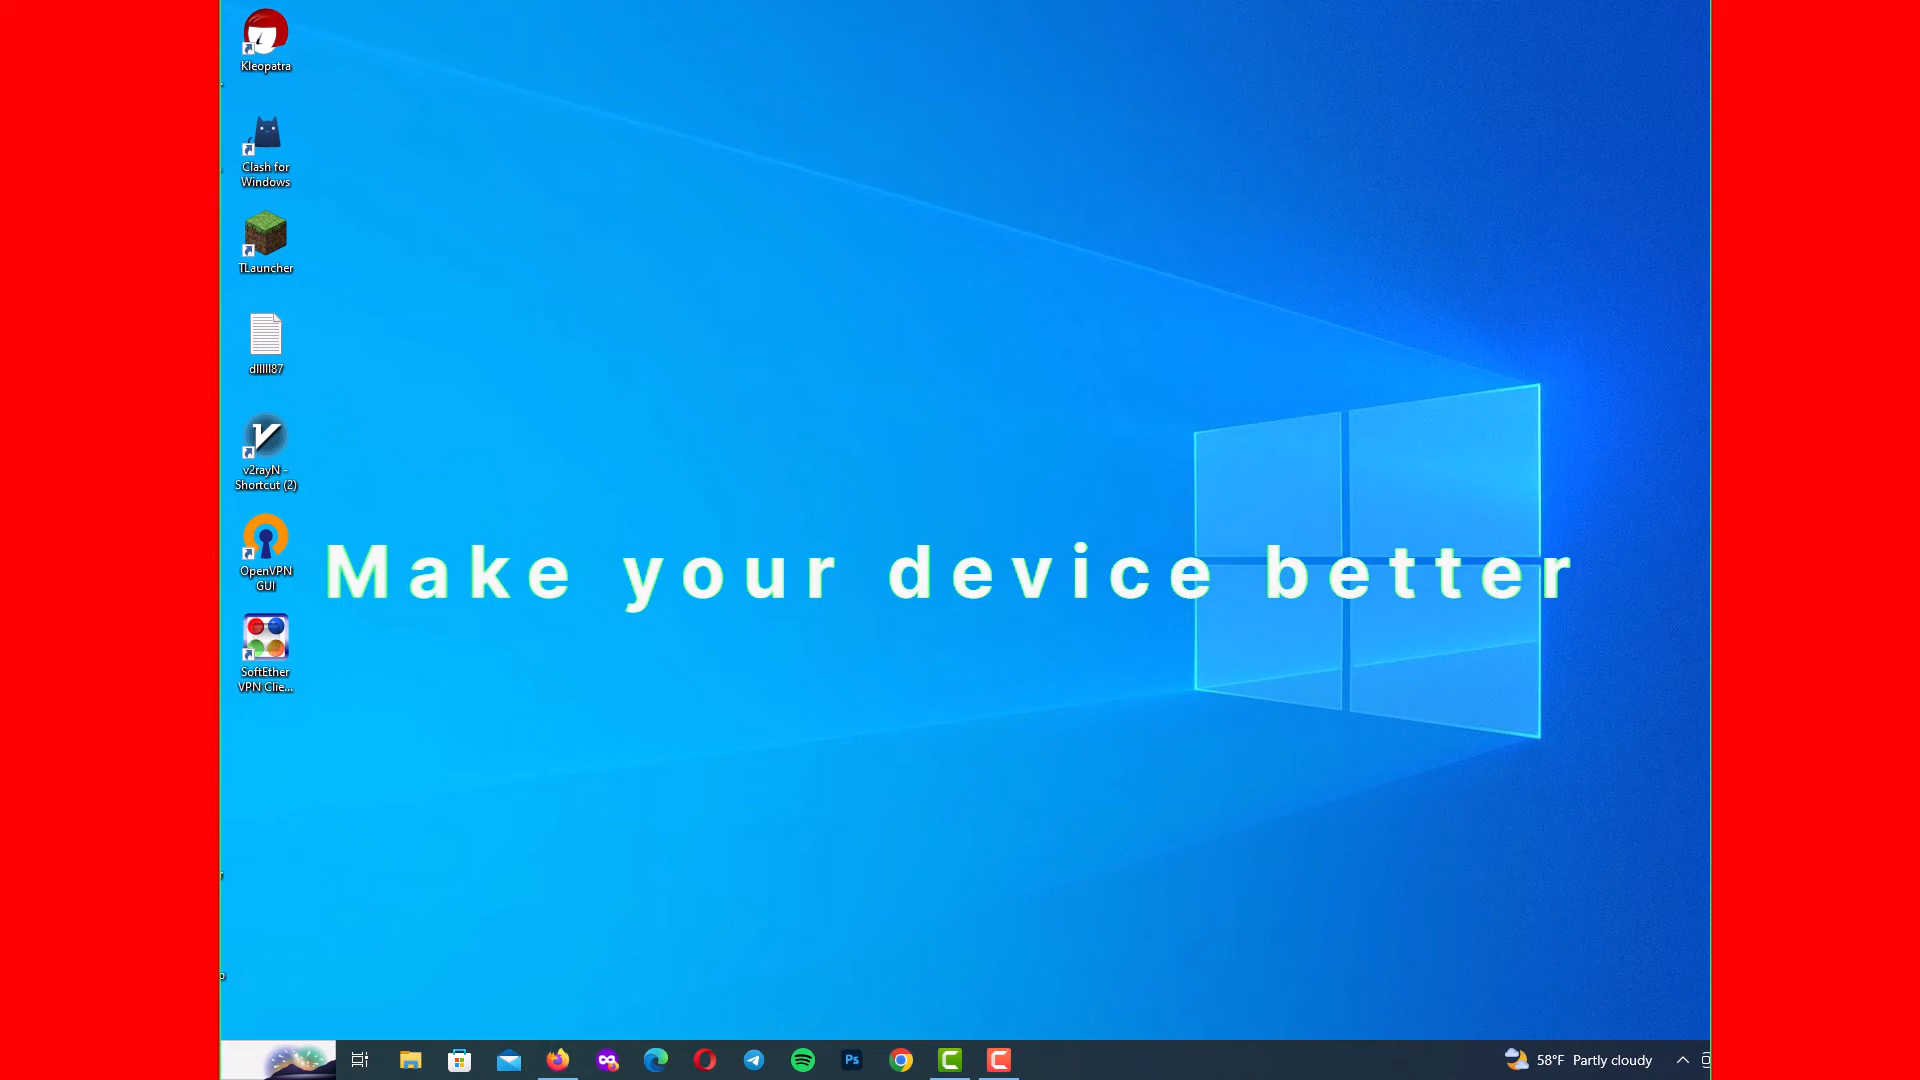 Kleopatra
Clash for
Windows
TLauncher
v2rayN -
Shortcut (2)
OpenVPN
GUI
Make your device better
SoftEther
VPN Clie...
Ps
58°F Partly cloudy